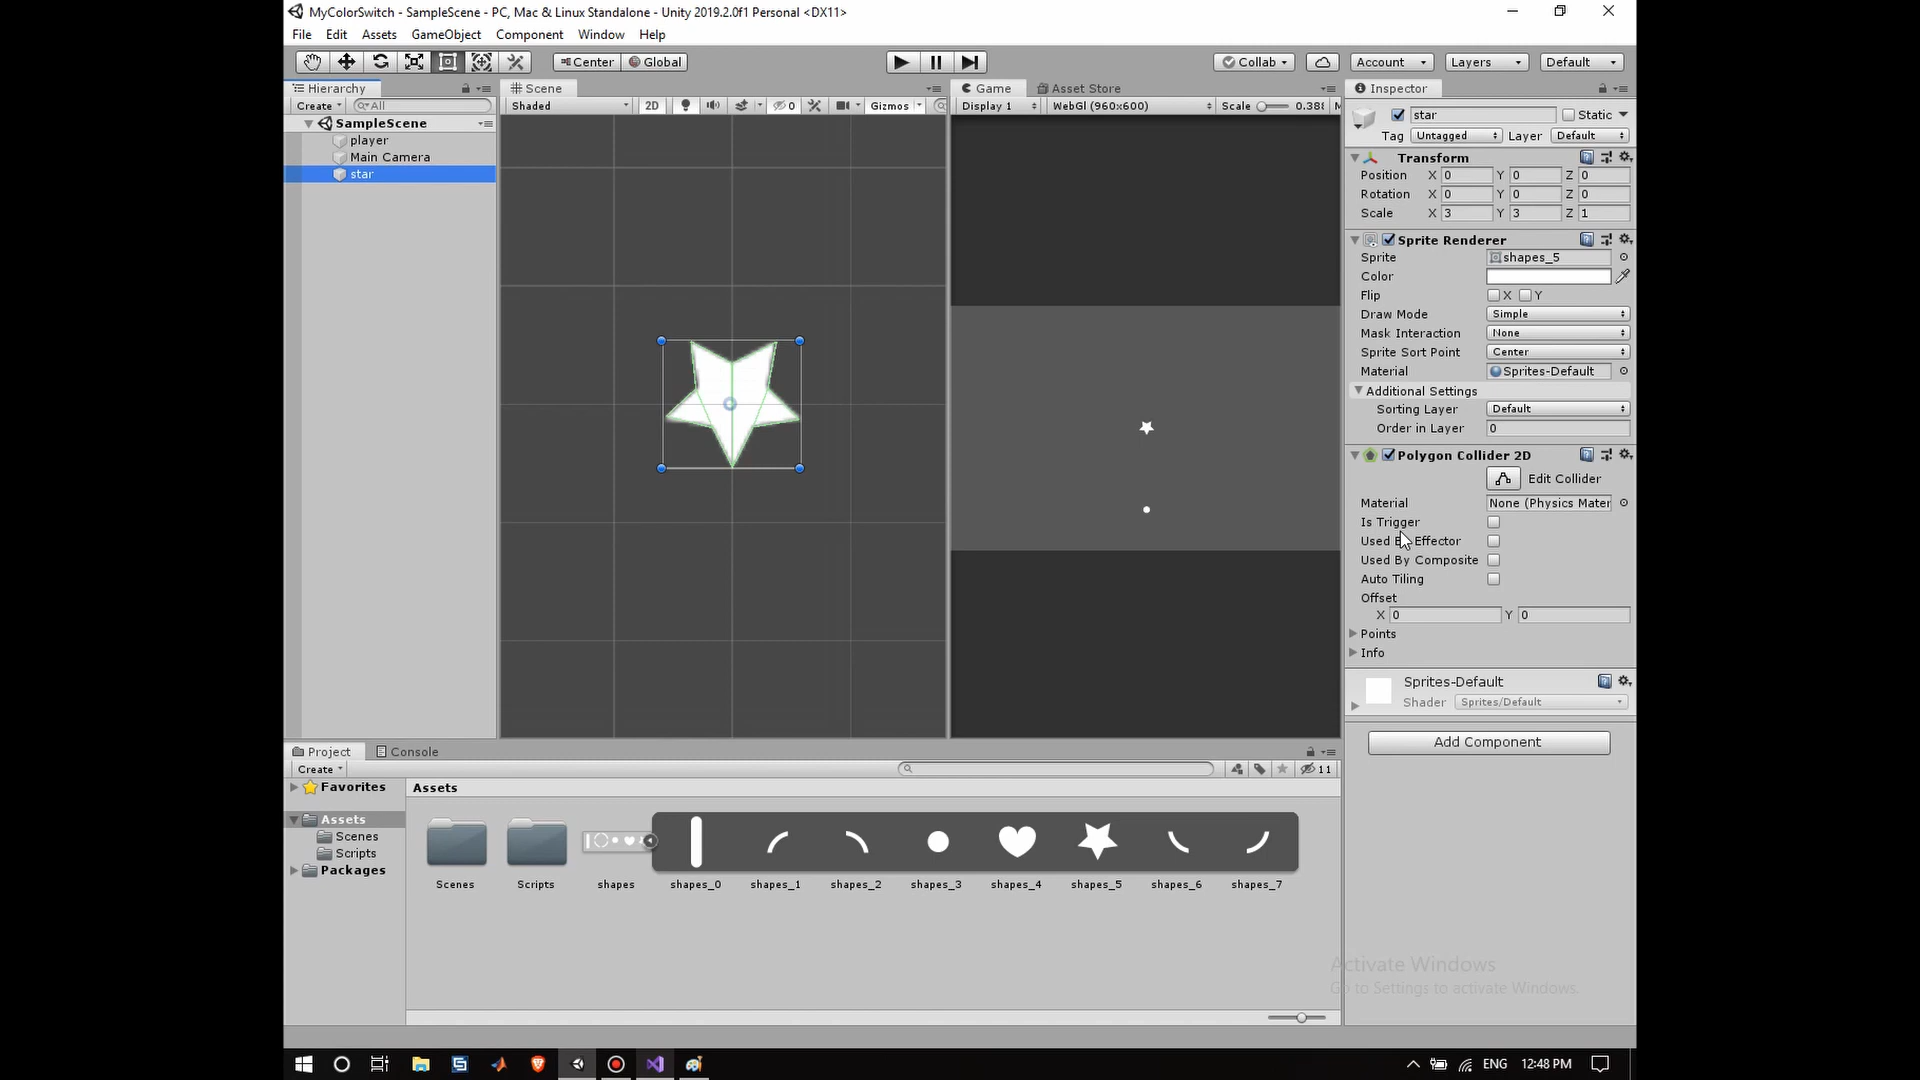 MyColorSwitch - SampleScene - PC, Mac & Linux Standalone - Unity 2019.2.0f1 Personal <DX11>
File Edit Assets GameObject Component Window Help
Center Global Collab Account Layers Default
Hierarchy Scene Game Asset Store Inspector
Create All Shaded 2D 0 Gizmos Display 1 WebGl (960x600) Scale 0.388 M
SampleScene
player
Main Camera
star
star Static
Tag Untagged Layer Default
Transform
Position X 0 Y 0 Z 0
Rotation X 0 Y 0 Z 0
Scale X 3 Y 3 Z 1
Sprite Renderer
Sprite shapes_5
Color
Flip X Y
Draw Mode Simple
Mask Interaction None
Sprite Sort Point Center
Material Sprites-Default
Additional Settings
Sorting Layer Default
Order in Layer 0
Polygon Collider 2D
Edit Collider
Material None (Physics Mater
Is Trigger
Used By Effector
Used By Composite
Auto Tiling
Offset
X 0 Y 0
Points
Info
Sprites-Default
Shader Sprites/Default
Add Component
Project Console
Create 11
Favorites
Assets
Scenes
Scripts
Packages
Assets
Scenes Scripts shapes shapes_0 shapes_1 shapes_2 shapes_3 shapes_4 shapes_5 shapes_6 shapes_7
Activate Windows
Go to Settings to activate Windows.
ENG 12:48 PM